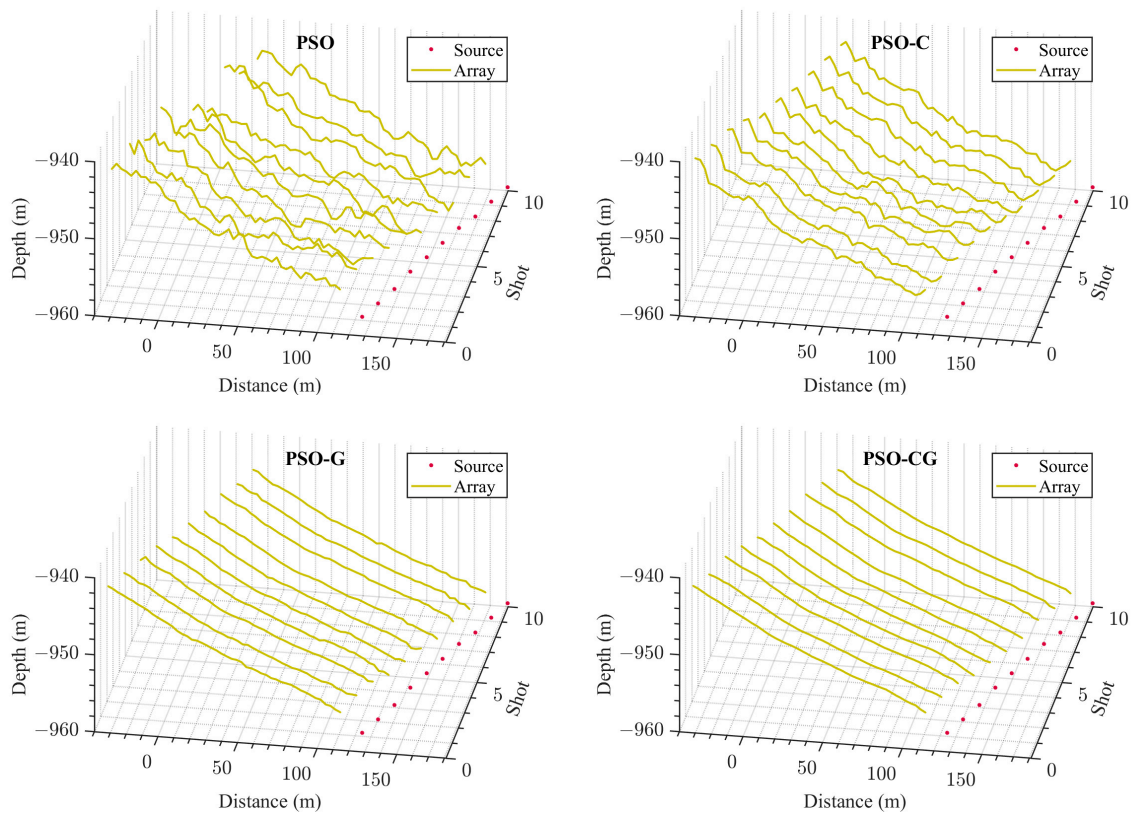 PSO
Source
Array
−940
−950
−960
Depth (m)
0
50
100
150
Distance (m)
0
5
10
Shot
PSO-C
Source
Array
−940
−950
−960
Depth (m)
0
50
100
150
Distance (m)
0
5
10
Shot
PSO-G
Source
Array
−940
−950
−960
Depth (m)
0
50
100
150
Distance (m)
0
5
10
Shot
PSO-CG
Source
Array
−940
−950
−960
Depth (m)
0
50
100
150
Distance (m)
0
5
10
Shot